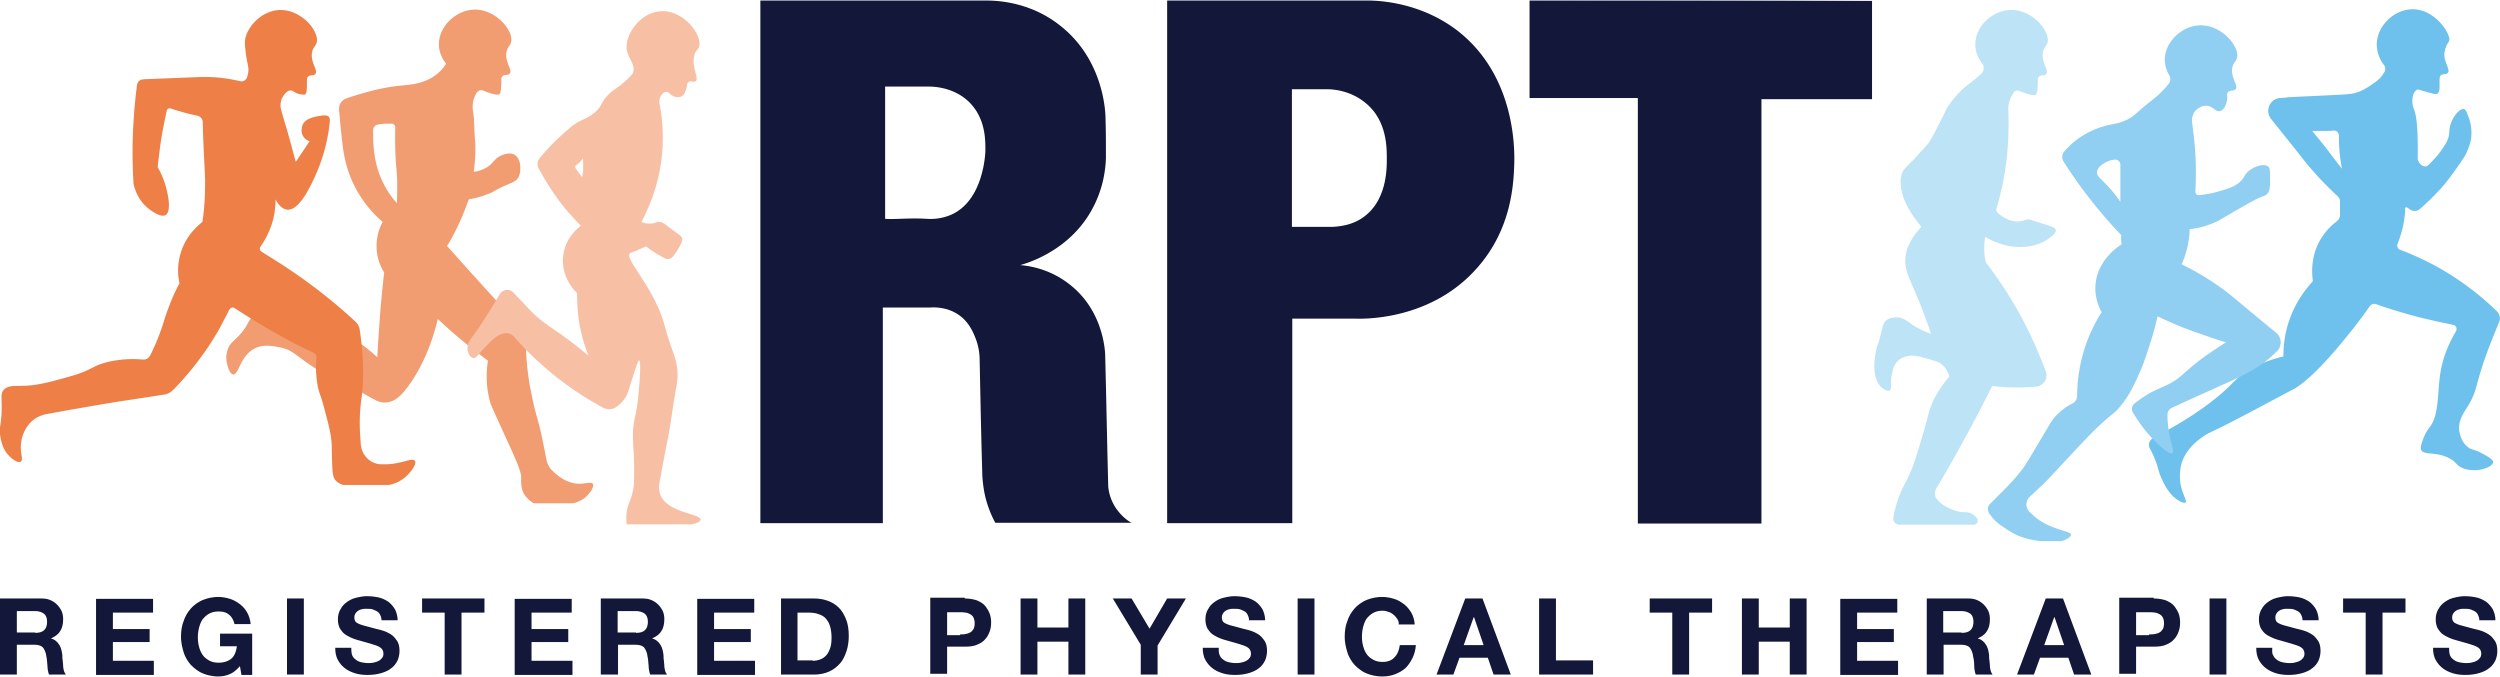 RPT
REGISTERED PHYSICAL THERAPISTS